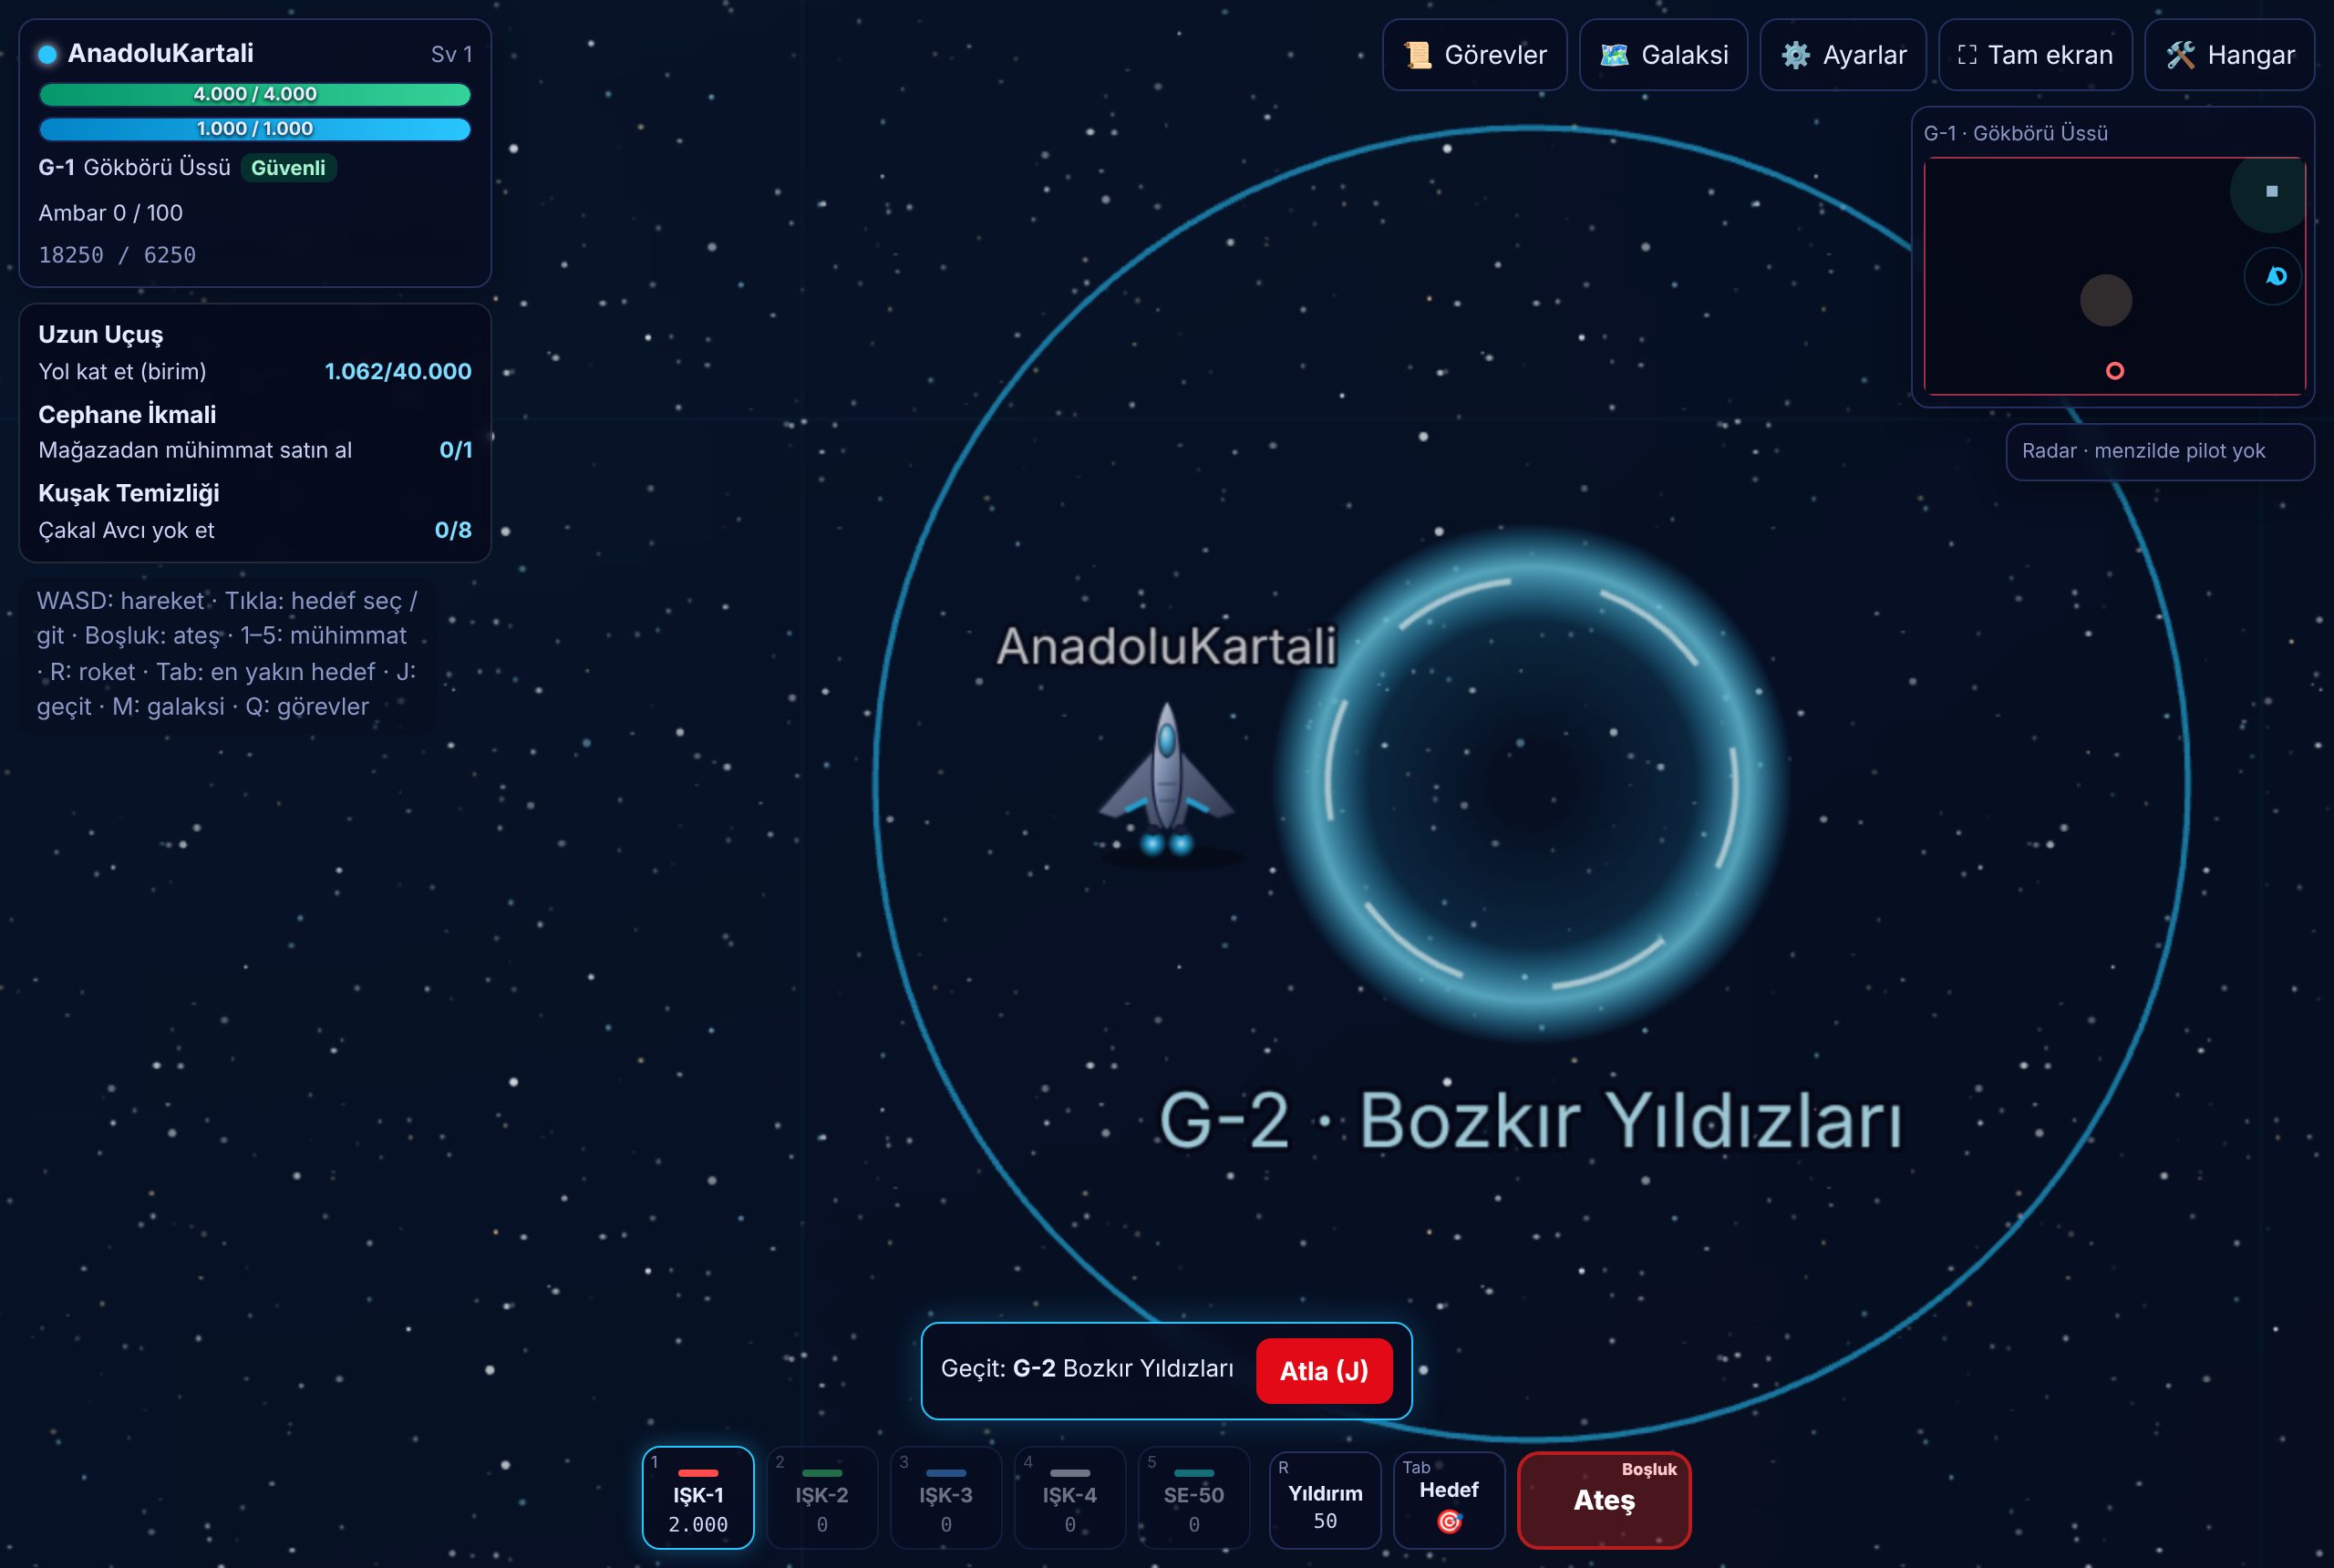 AnadoluKartali Sv 1
4.000 / 4.000
1.000 / 1.000
G-1 Gökbörü Üssü Güvenli
Ambar 0 / 100
18250 / 6250
Uzun Uçuş
Yol kat et (birim) 1.062/40.000
Cephane İkmali
Mağazadan mühimmat satın al 0/1
Kuşak Temizliği
Çakal Avcı yok et 0/8
WASD: hareket · Tıkla: hedef seç /
git · Boşluk: ateş · 1–5: mühimmat
· R: roket · Tab: en yakın hedef · J:
geçit · M: galaksi · Q: görevler
Görevler
Galaksi
Ayarlar
Tam ekran
Hangar
G-1 · Gökbörü Üssü
Radar · menzilde pilot yok
AnadoluKartali
G-2 · Bozkır Yıldızları
Geçit: G-2 Bozkır Yıldızları Atla (J)
1
IŞK-1
2.000
2
IŞK-2
0
3
IŞK-3
0
4
IŞK-4
0
5
SE-50
0
R
Yıldırım
50
Tab
Hedef
Boşluk
Ateş